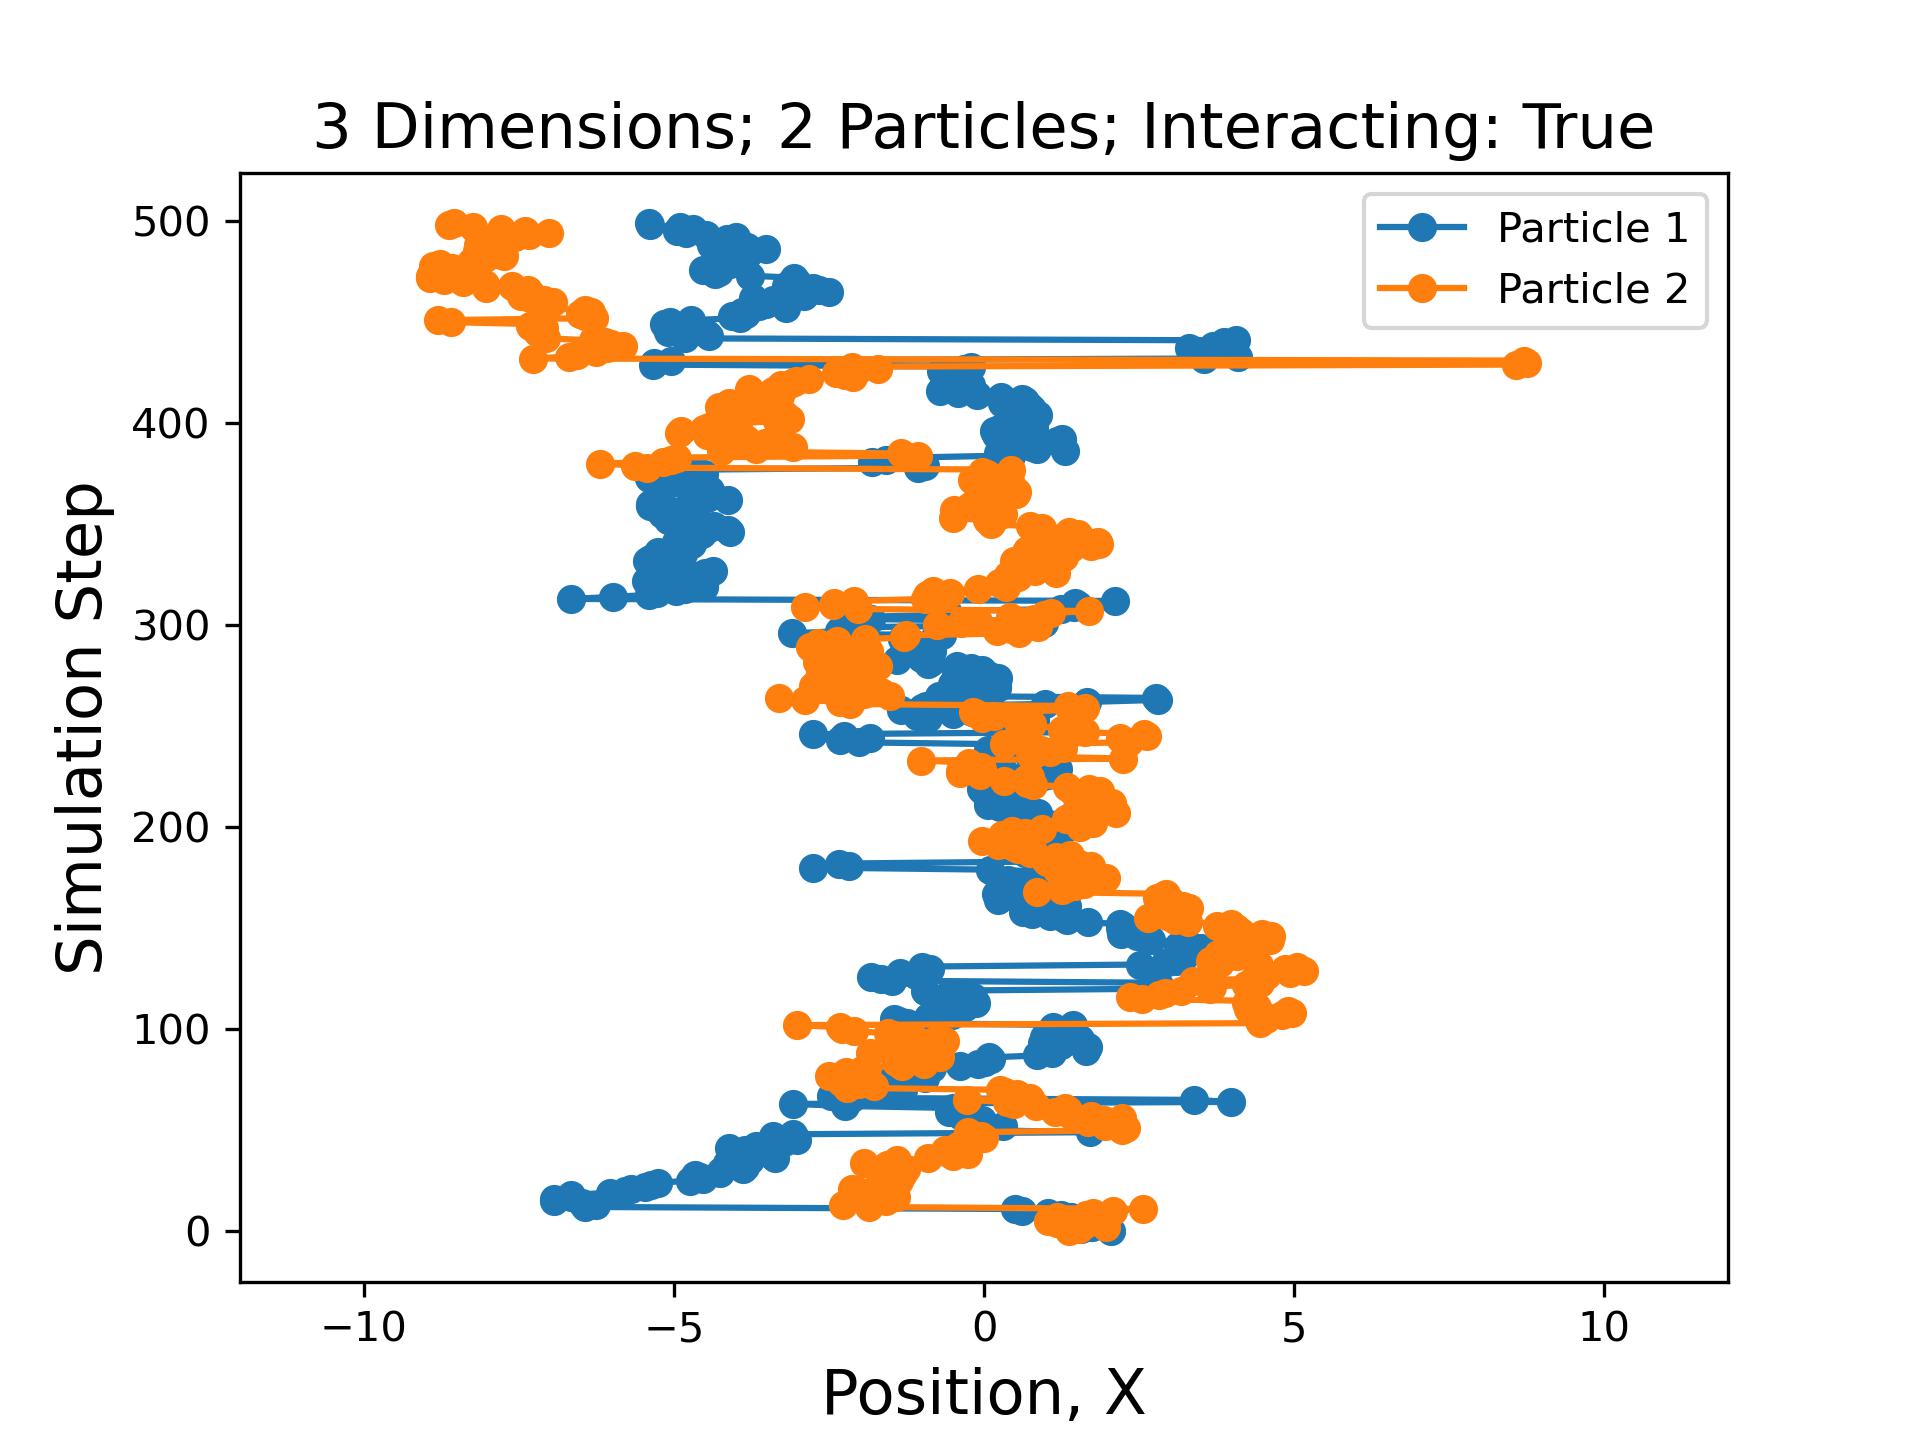 3 Dimensions; 2 Particles; Interacting: True
Particle 1
Particle 2
500
400
300
200
100
0
Simulation Step
−10
−5
0
5
10
Position, X